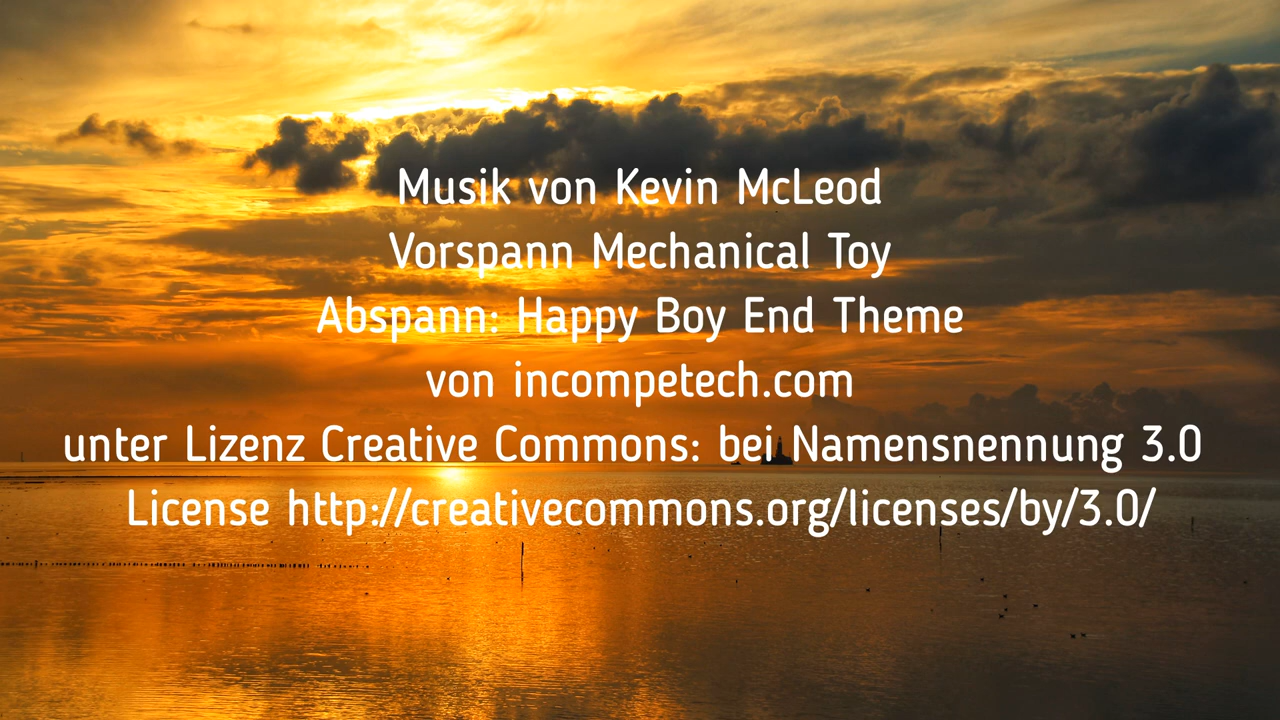 Musik von Kevin McLeod
Vorspann Mechanical Toy
Abspann: Happy Boy End Theme
von incompetech.com
unter Lizenz Creative Commons: bei Namensnennung 3.0
License http://creativecommons.org/licenses/by/3.0/